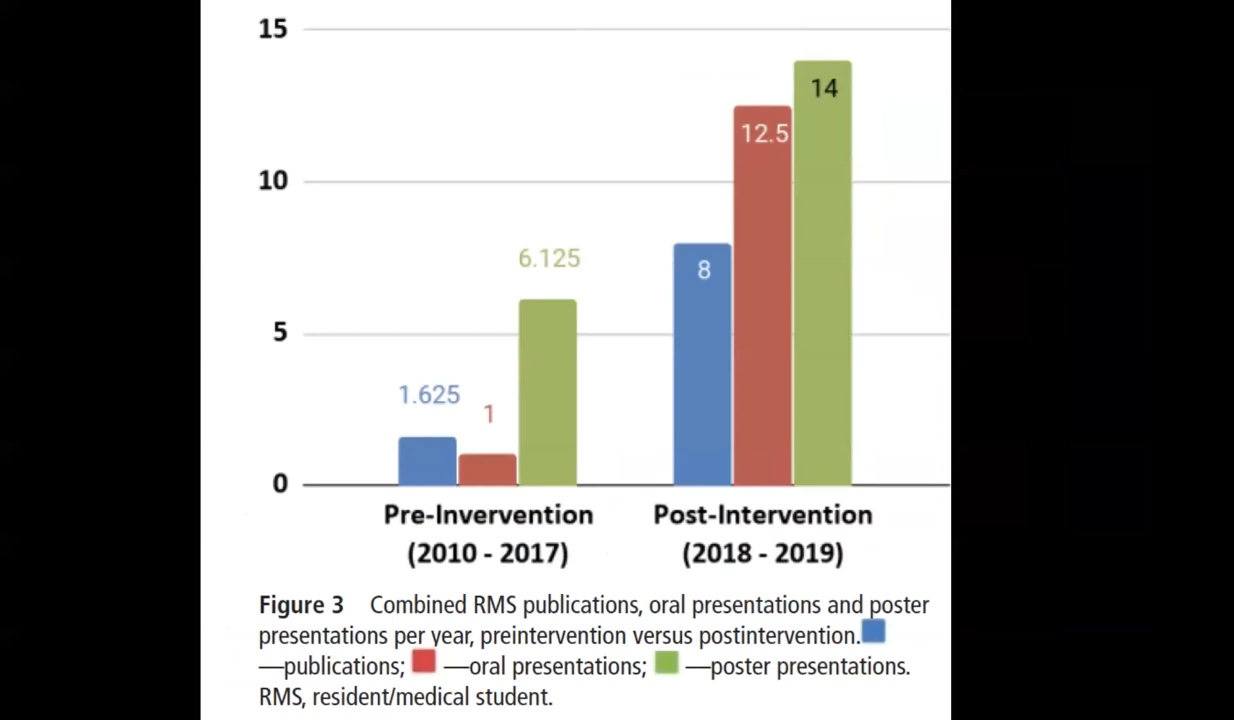 15
14
12.5
10
6.125
8
5
1.625
1
0
Pre-Invervention
(2010 - 2017)
Post-Intervention
(2018 - 2019)
Figure 3 Combined RMS publications, oral presentations and poster
presentations per year, preintervention versus postintervention.
—publications; —oral presentations; —poster presentations.
RMS, resident/medical student.